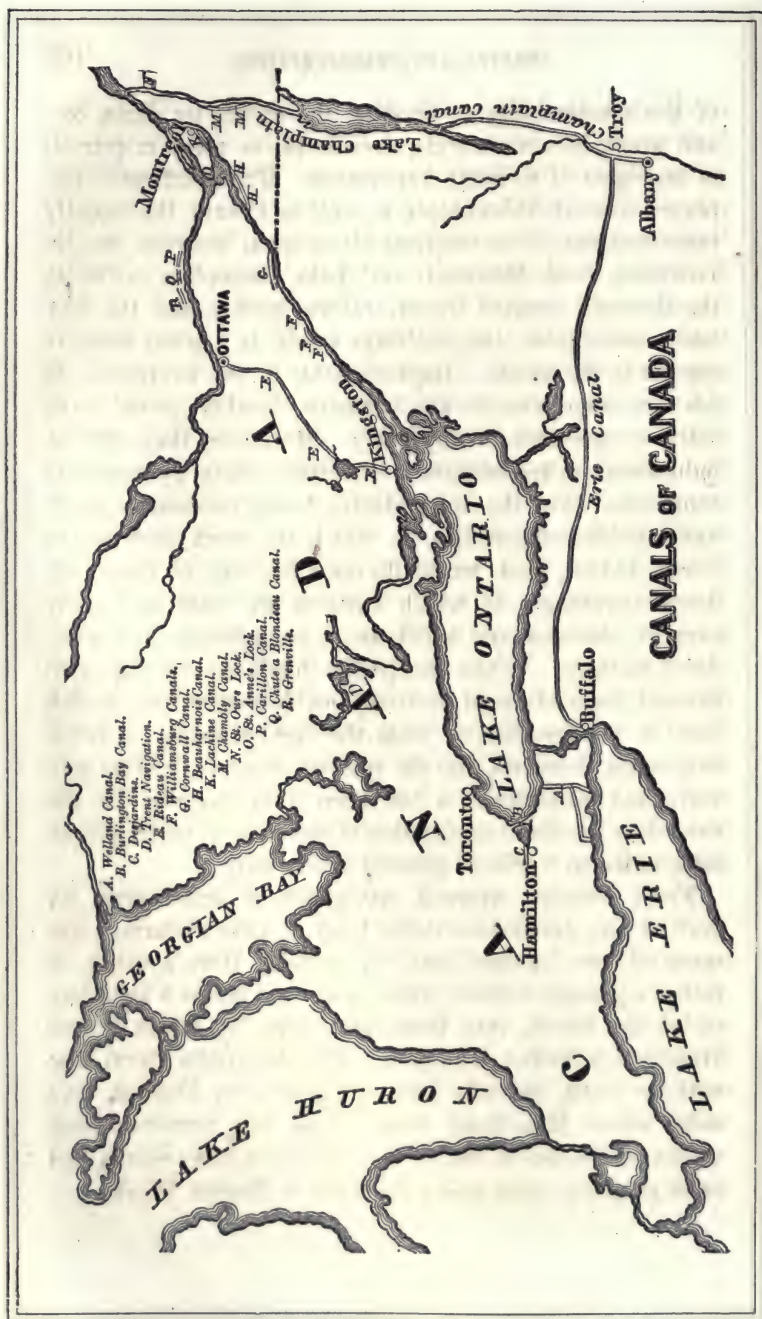 CANALS OF CANADA
A. Welland Canal.
B. Burlington Bay Canal.
C. Desjardins.
D. Trent Navigation.
E. Rideau Canal.
F. Williamsburg Canals,
G. Cornwall Canal.
H. Beauharnois Canal.
K. Lachine Canal.
M. Chambly Canal.
N. St. Ours Lock.
O. St. Anne's Lock.
P. Carillon Canal.
Q. Chute a Blondeau Canal.
R. Grenville.
LAKE HURON
GEORGIAN BAY
CANADA
LAKE ERIE
LAKE ONTARIO
Toronto
Hamilton
Buffalo
Erie Canal
Kingston
OTTAWA
R Q P
Montreal
Lake Champlain
Champlain Canal
Troy
Albany
A
C
D
E
E
E
F
F
F
G
H
K
O
M
N